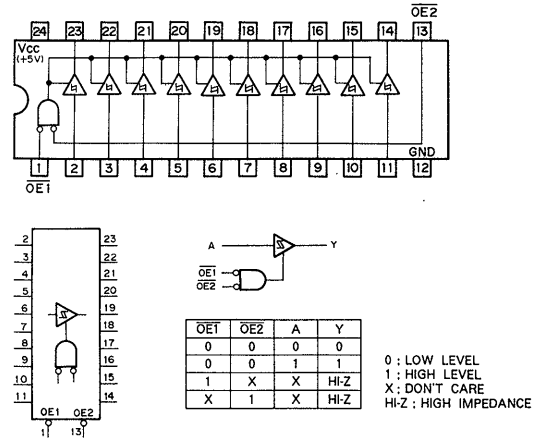 OE2
24 23 22 21 20 19 18 17 16 15 14 13
Vcc
(+5V)
GND
1 2 3 4 5 6 7 8 9 10 11 12
OE1
2 23
3 22
4 21
5 20
6 19
7 18
8 17
9 16
10 15
11 14
OE1 OE2
1 13
A Y
OE1
OE2
OE1 OE2 A Y
0 0 0 0
0 0 1 1
1 X X HI-Z
X 1 X HI-Z
0 ; LOW LEVEL
1 ; HIGH LEVEL
X ; DON'T CARE
HI-Z ; HIGH IMPEDANCE